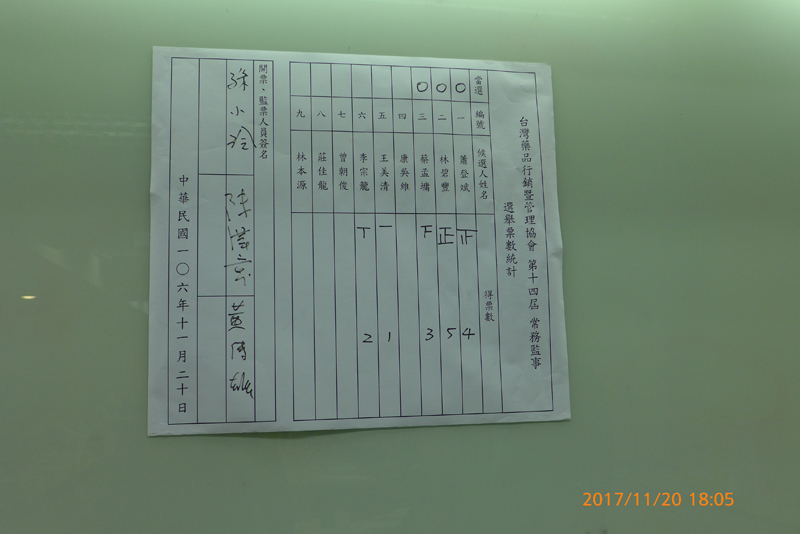 台灣藥品行銷暨管理協會 第十四屆 常務監事
選舉票數統計
當選 編號 候選人姓名 得票數
O 一 蕭登斌 4
O 二 林碧豐 正 5
O 三 蔡孟墉 下 3
四
五 王美清 一 1
六 李宗龍 丅 2
七 曾朝俊
八 莊佳龍
九 林本源
開票、監票人員簽名
中華民國一〇六年十一月二十日
2017/11/20 18:05